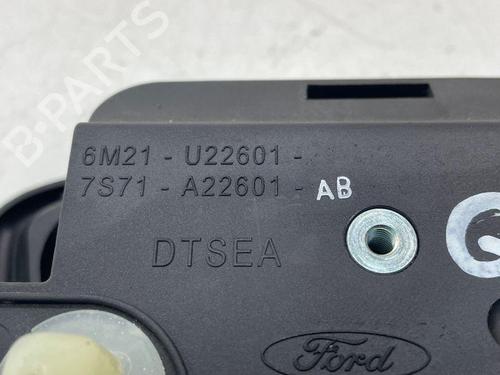 B-PARTS
6M21 - U22601 -
7S71 - A22601 - AB
DTSEA
Ford